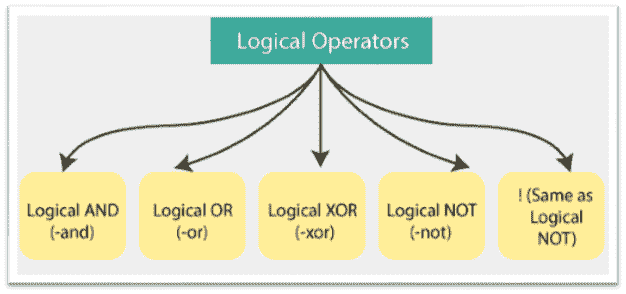 Logical Operators
Logical AND
(-and)
Logical OR
(-or)
Logical XOR
(-xor)
Logical NOT
(-not)
! (Same as
Logical
NOT)